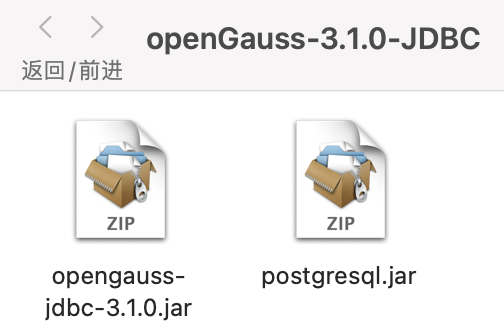 openGauss-3.1.0-JDBC
返回/前进
ZIP
ZIP
opengauss-
jdbc-3.1.0.jar
postgresql.jar